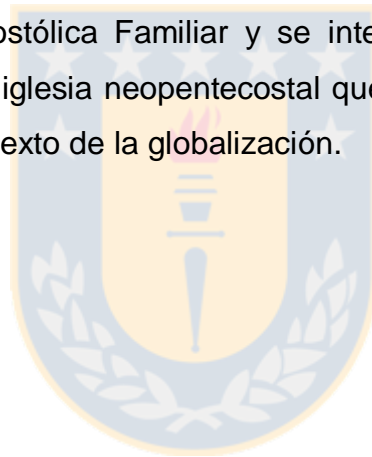 ostólica Familiar y se inte
iglesia neopentecostal que
exto de la globalización.